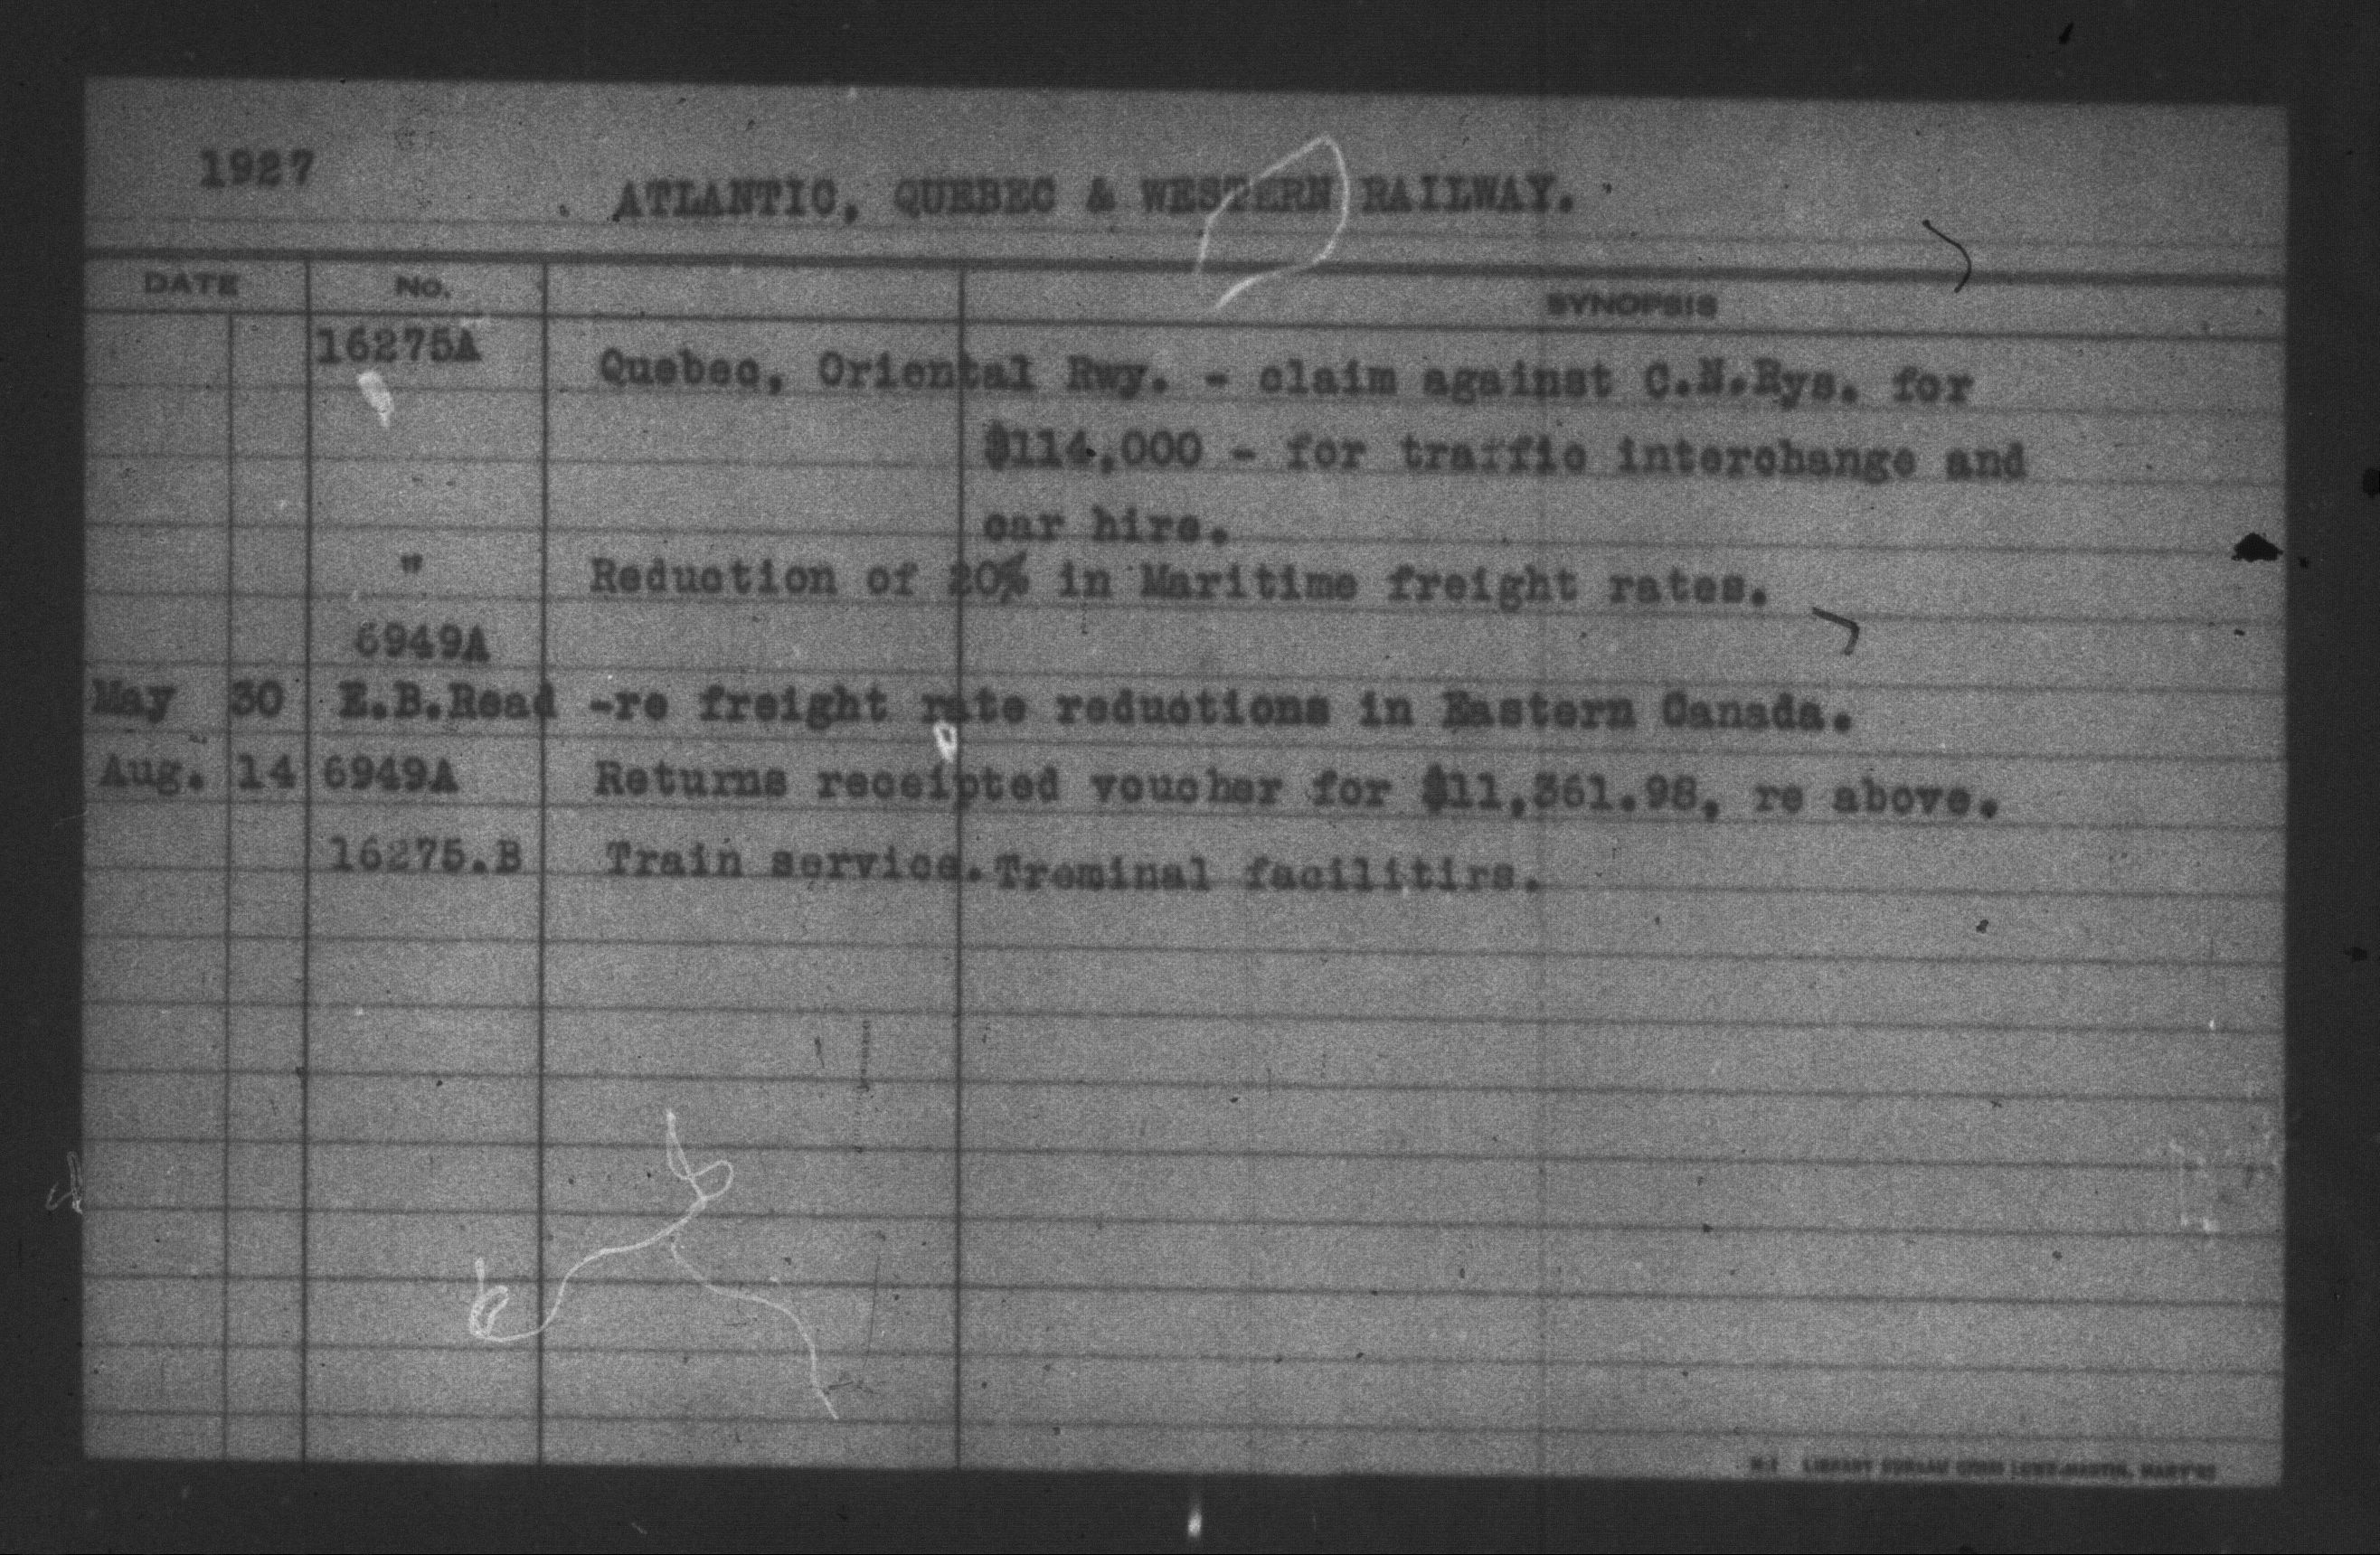 1927
ATLANTIC, QUEBEC & WESTERN RAILWAY.
DATE No. SYNOPSIS
16275A Quebec, Oriental Rwy. - claim against C.N.Rys. for
$114,000 - for traffic interchange and
car hire.
" Reduction of 20% in Maritime freight rates.
6949A
May 30 E.B.Read -re freight rate reductions in Eastern Canada.
Aug. 14 6949A Returns receipted voucher for $11,361.98, re above.
16275.B Train service. Treminal facilitirs.
LIBRARY BUREAU